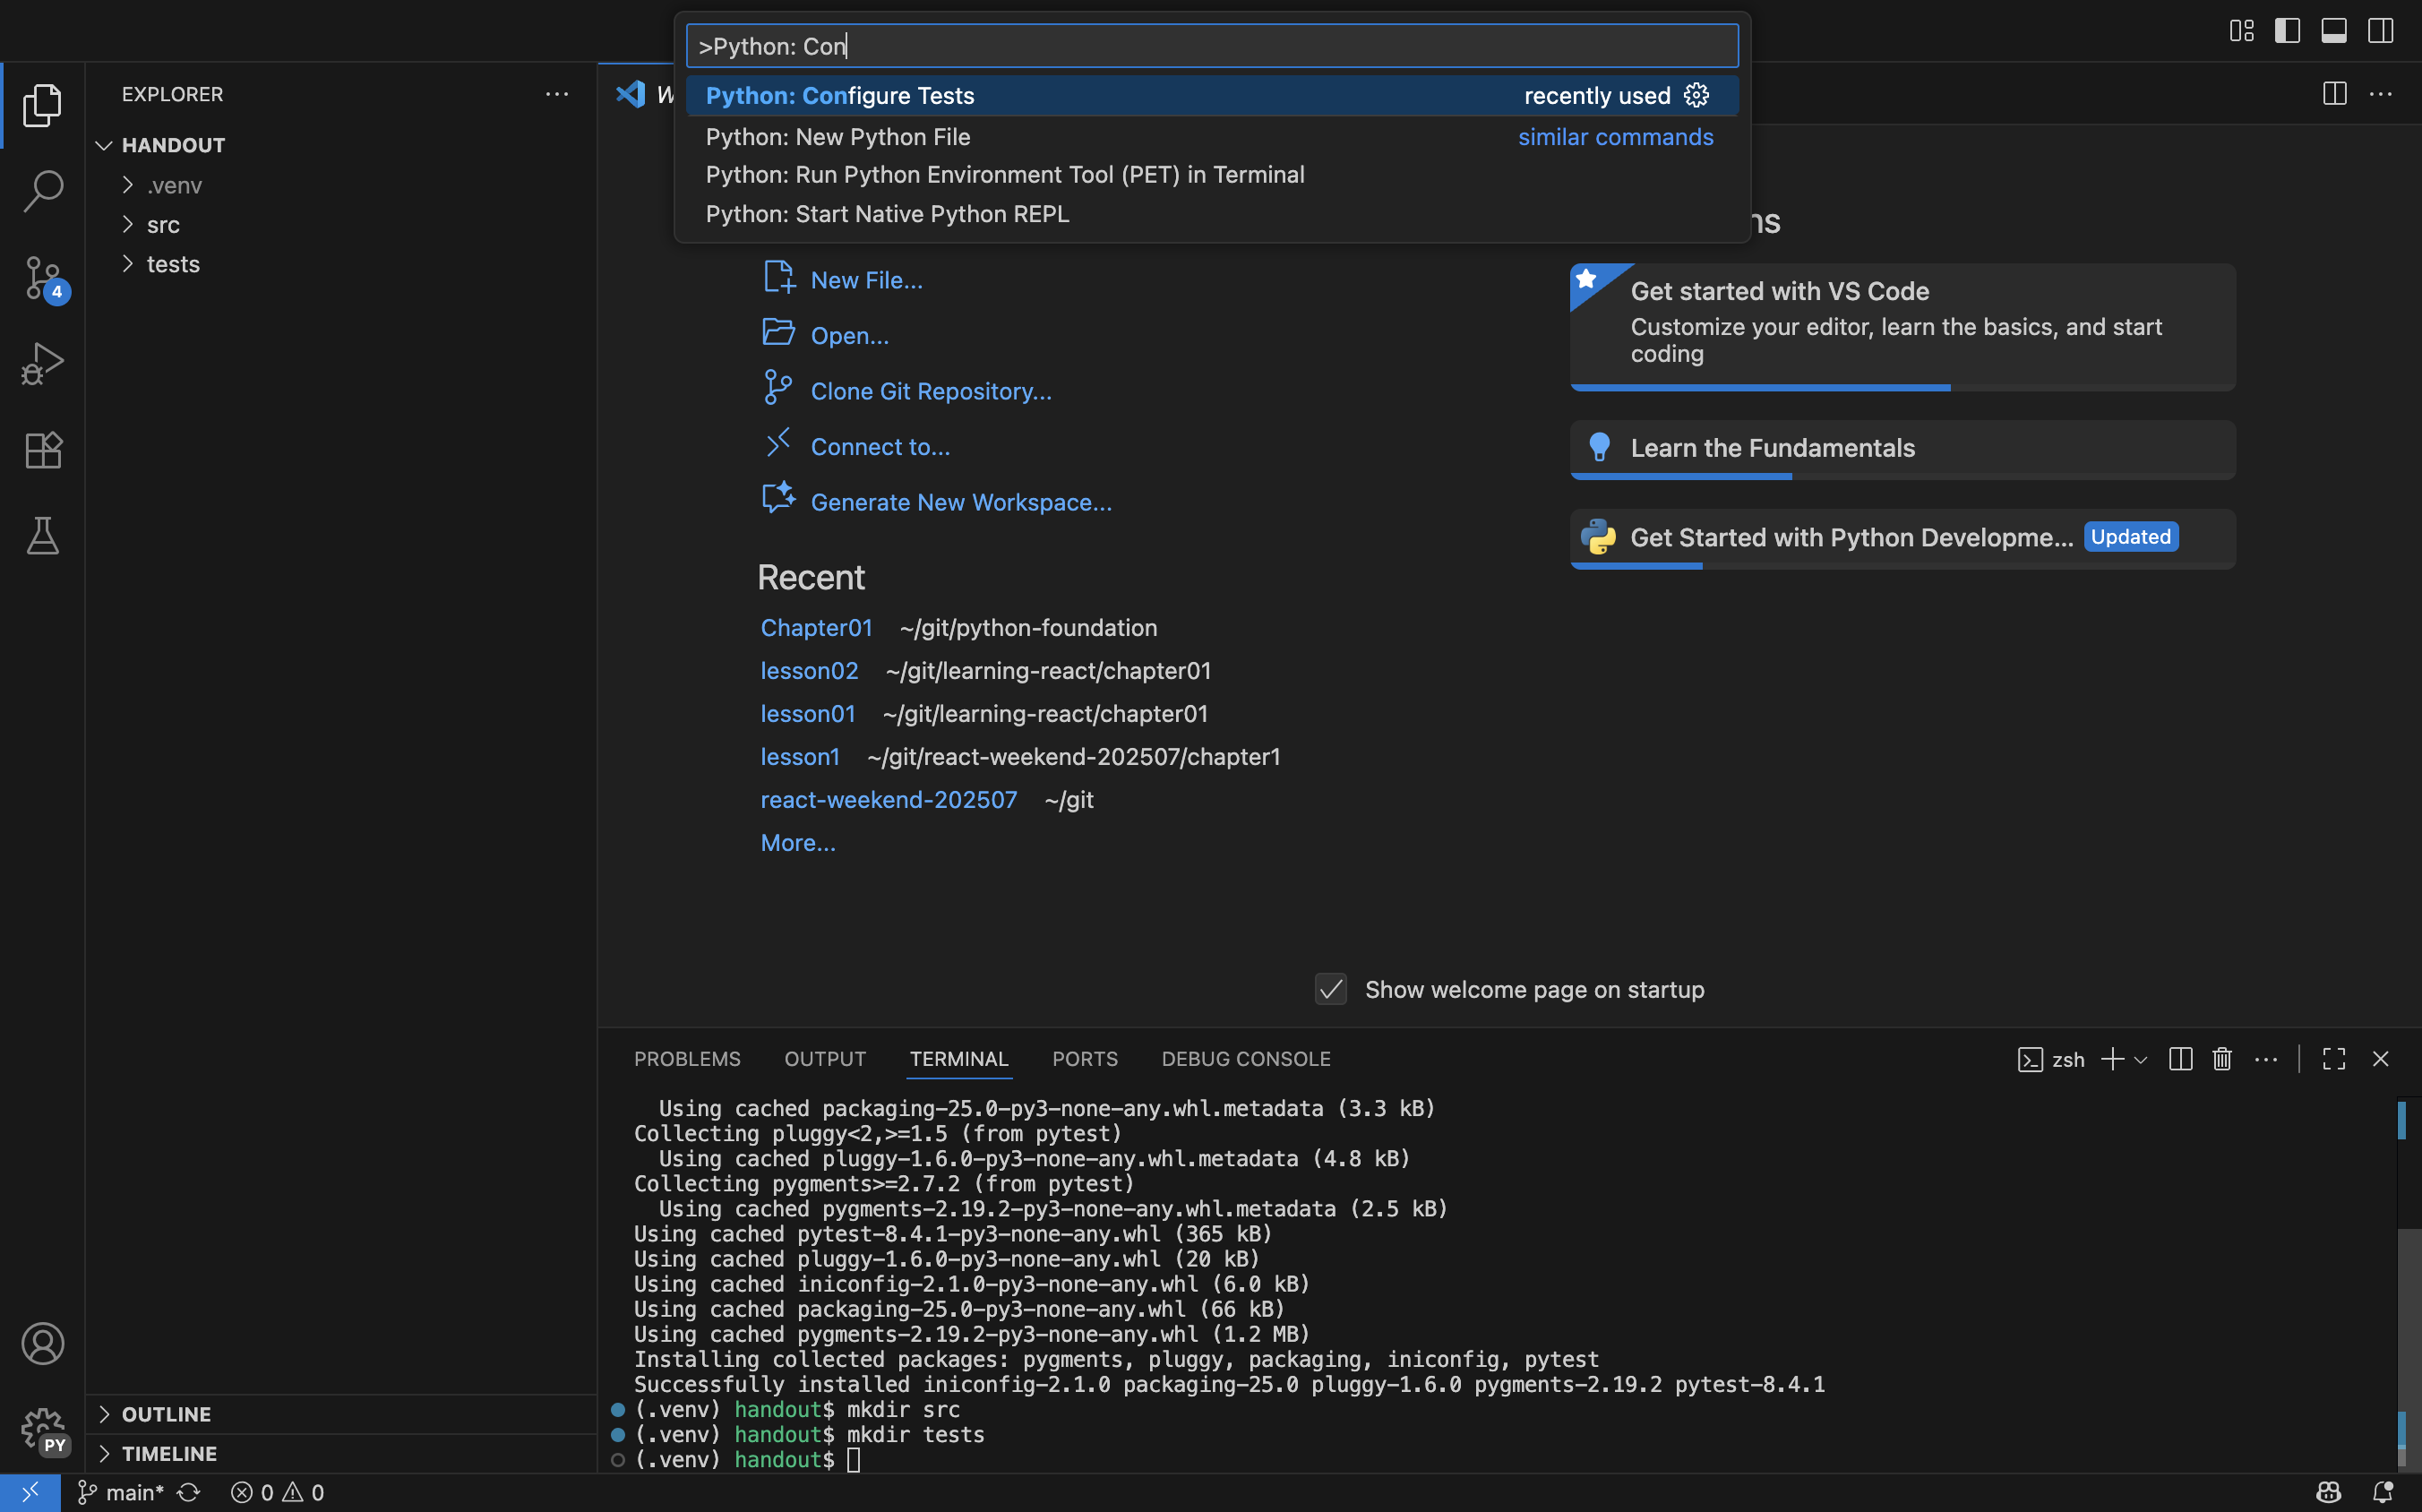 >Python: Con
Python: Configure Tests recently used
Python: New Python File similar commands
Python: Run Python Environment Tool (PET) in Terminal
Python: Start Native Python REPL
EXPLORER
HANDOUT
.venv
src
tests
4
OUTLINE
TIMELINE
PY
New File...
Open...
Clone Git Repository...
Connect to...
Generate New Workspace...
Recent
Chapter01 ~/git/python-foundation
lesson02 ~/git/learning-react/chapter01
lesson01 ~/git/learning-react/chapter01
lesson1 ~/git/react-weekend-202507/chapter1
react-weekend-202507 ~/git
More...
Get started with VS Code
Customize your editor, learn the basics, and start
coding
Learn the Fundamentals
Get Started with Python Developme... Updated
Show welcome page on startup
PROBLEMS OUTPUT TERMINAL PORTS DEBUG CONSOLE zsh
Using cached packaging-25.0-py3-none-any.whl.metadata (3.3 kB)
Collecting pluggy<2,>=1.5 (from pytest)
Using cached pluggy-1.6.0-py3-none-any.whl.metadata (4.8 kB)
Collecting pygments>=2.7.2 (from pytest)
Using cached pygments-2.19.2-py3-none-any.whl.metadata (2.5 kB)
Using cached pytest-8.4.1-py3-none-any.whl (365 kB)
Using cached pluggy-1.6.0-py3-none-any.whl (20 kB)
Using cached iniconfig-2.1.0-py3-none-any.whl (6.0 kB)
Using cached packaging-25.0-py3-none-any.whl (66 kB)
Using cached pygments-2.19.2-py3-none-any.whl (1.2 MB)
Installing collected packages: pygments, pluggy, packaging, iniconfig, pytest
Successfully installed iniconfig-2.1.0 packaging-25.0 pluggy-1.6.0 pygments-2.19.2 pytest-8.4.1
(.venv) handout$ mkdir src
(.venv) handout$ mkdir tests
(.venv) handout$
main* 0 0